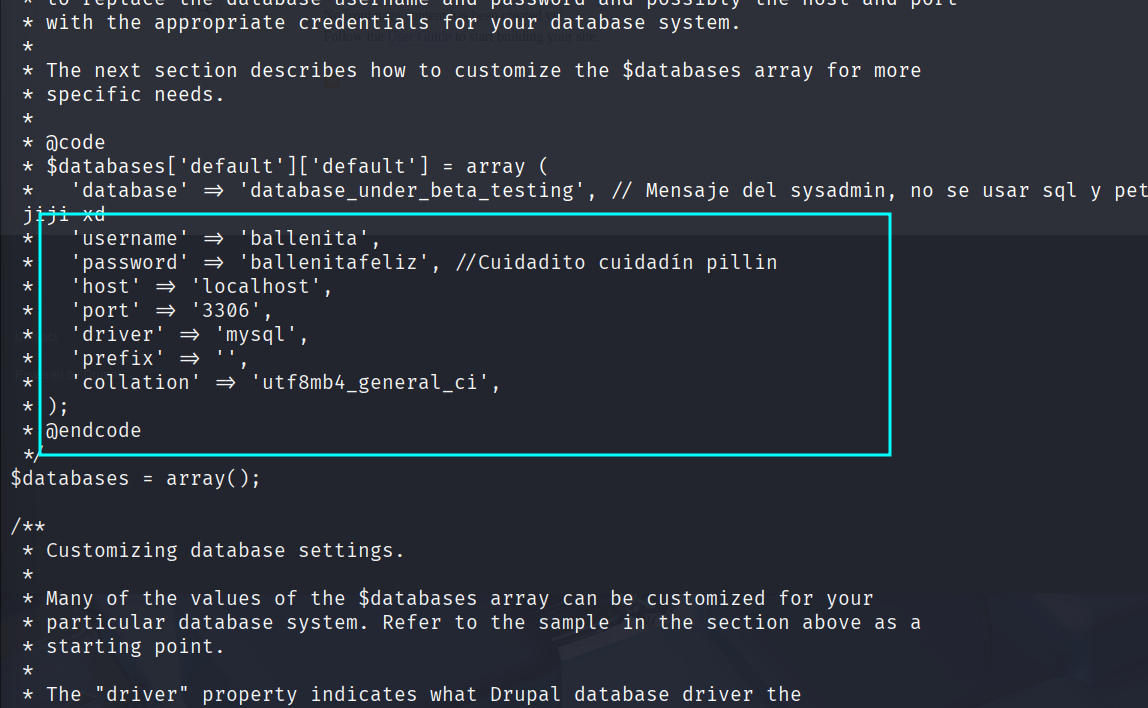 * to replace the database username and password and possibly the host and port
* with the appropriate credentials for your database system.
*
* The next section describes how to customize the $databases array for more
* specific needs.
*
* @code
* $databases['default']['default'] = array (
*   'database' => 'database_under_beta_testing', // Mensaje del sysadmin, no se usar sql y pet
jiji xd
*   'username' => 'ballenita',
*   'password' => 'ballenitafeliz', //Cuidadito cuidadín pillin
*   'host' => 'localhost',
*   'port' => '3306',
*   'driver' => 'mysql',
*   'prefix' => '',
*   'collation' => 'utf8mb4_general_ci',
* );
* @endcode
*/
$databases = array();
/**
* Customizing database settings.
*
* Many of the values of the $databases array can be customized for your
* particular database system. Refer to the sample in the section above as a
* starting point.
*
* The "driver" property indicates what Drupal database driver the